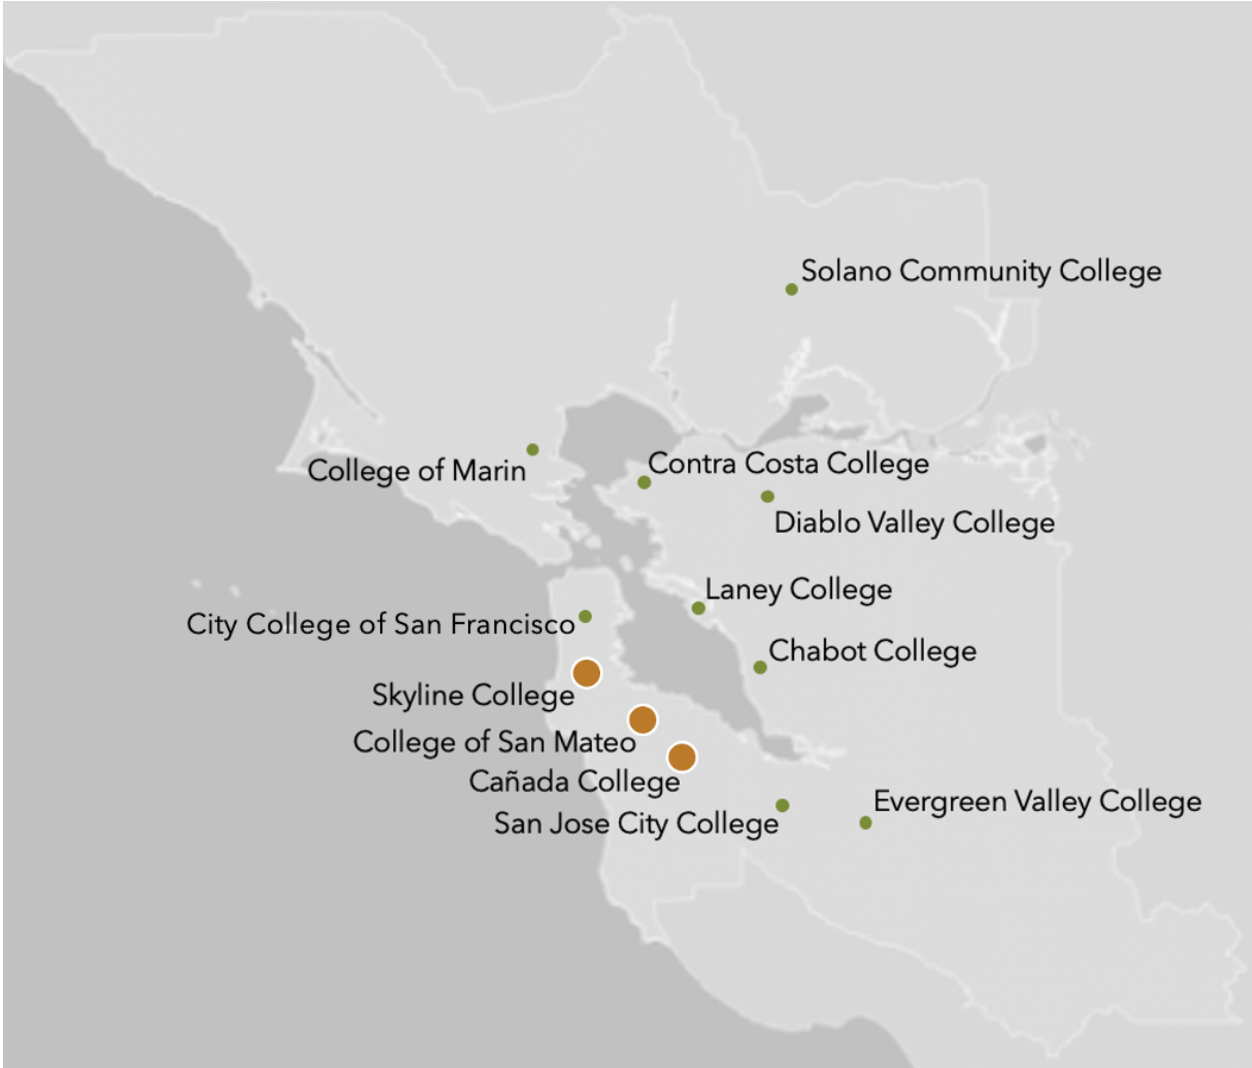 Solano Community College
College of Marin
Contra Costa College
Diablo Valley College
Laney College
City College of San Francisco
Chabot College
Skyline College
College of San Mateo
Cañada College
Evergreen Valley College
San Jose City College